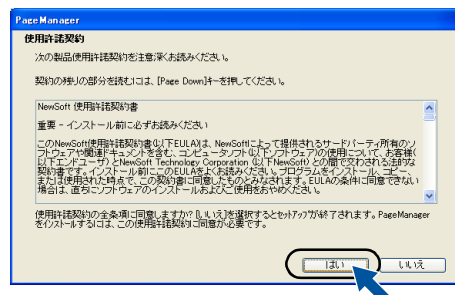 PageManager
使用許諾契約
次の製品使用許諾契約を注意深くお読みください。
契約の残りの部分を読むには、[Page Down]キーを押してください。
NewSoft 使用許諾契約書
重要 - インストール前に必ずお読みください
このNewSoft使用許諾契約書(以下EULA)は、NewSoftによって提供されるサードパーティ所有のソ
フトウェアや関連ドキュメントを含む、コンピュータソフト(以下ソフトウェア)の使用について、お客様(
以下エンドユーザ)とNewSoft Technology Corporation (以下NewSoft)との間で交わされる法的な
契約書です。インストール前にこのEULAをよくお読みください。プログラムをインストール、コピー、
または使用された時点で、この契約書に同意したものとみなされます。EULAの条件に同意できない
場合は、直ちにソフトウェアのインストールおよびご使用をおやめください。
使用許諾契約の全条項に同意しますか? [いいえ]を選択するとセットアップが終了されます。PageManager
をインストールするには、この使用許諾契約に同意が必要です。
はい
いいえ